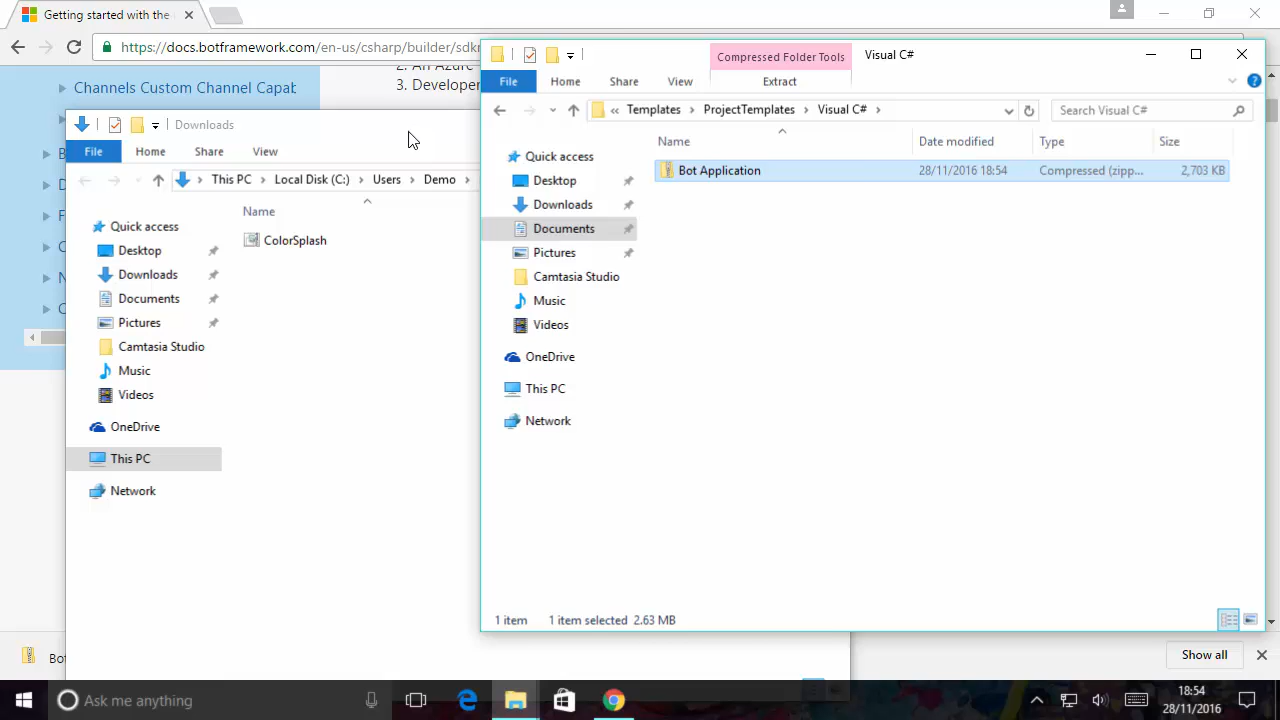 Getting started with the
https://docs.botframework.com/en-us/csharp/builder/sdkr
Channels Custom Channel Capab
2. An Azure
3. Developer
Downloads
File
Home
Share
View
This PC
Local Disk (C:)
Users
Demo
Name
Quick access
Desktop
Downloads
Documents
Pictures
Camtasia Studio
Music
Videos
OneDrive
This PC
Network
ColorSplash
Compressed Folder Tools
Visual C#
File
Home
Share
View
Extract
Templates
ProjectTemplates
Visual C#
Search Visual C#
Name
Date modified
Type
Size
Bot Application
28/11/2016 18:54
Compressed (zipp...
2,703 KB
Quick access
Desktop
Downloads
Documents
Pictures
Camtasia Studio
Music
Videos
OneDrive
This PC
Network
1 item
1 item selected 2.63 MB
Bot
Show all
Ask me anything
18:54
28/11/2016